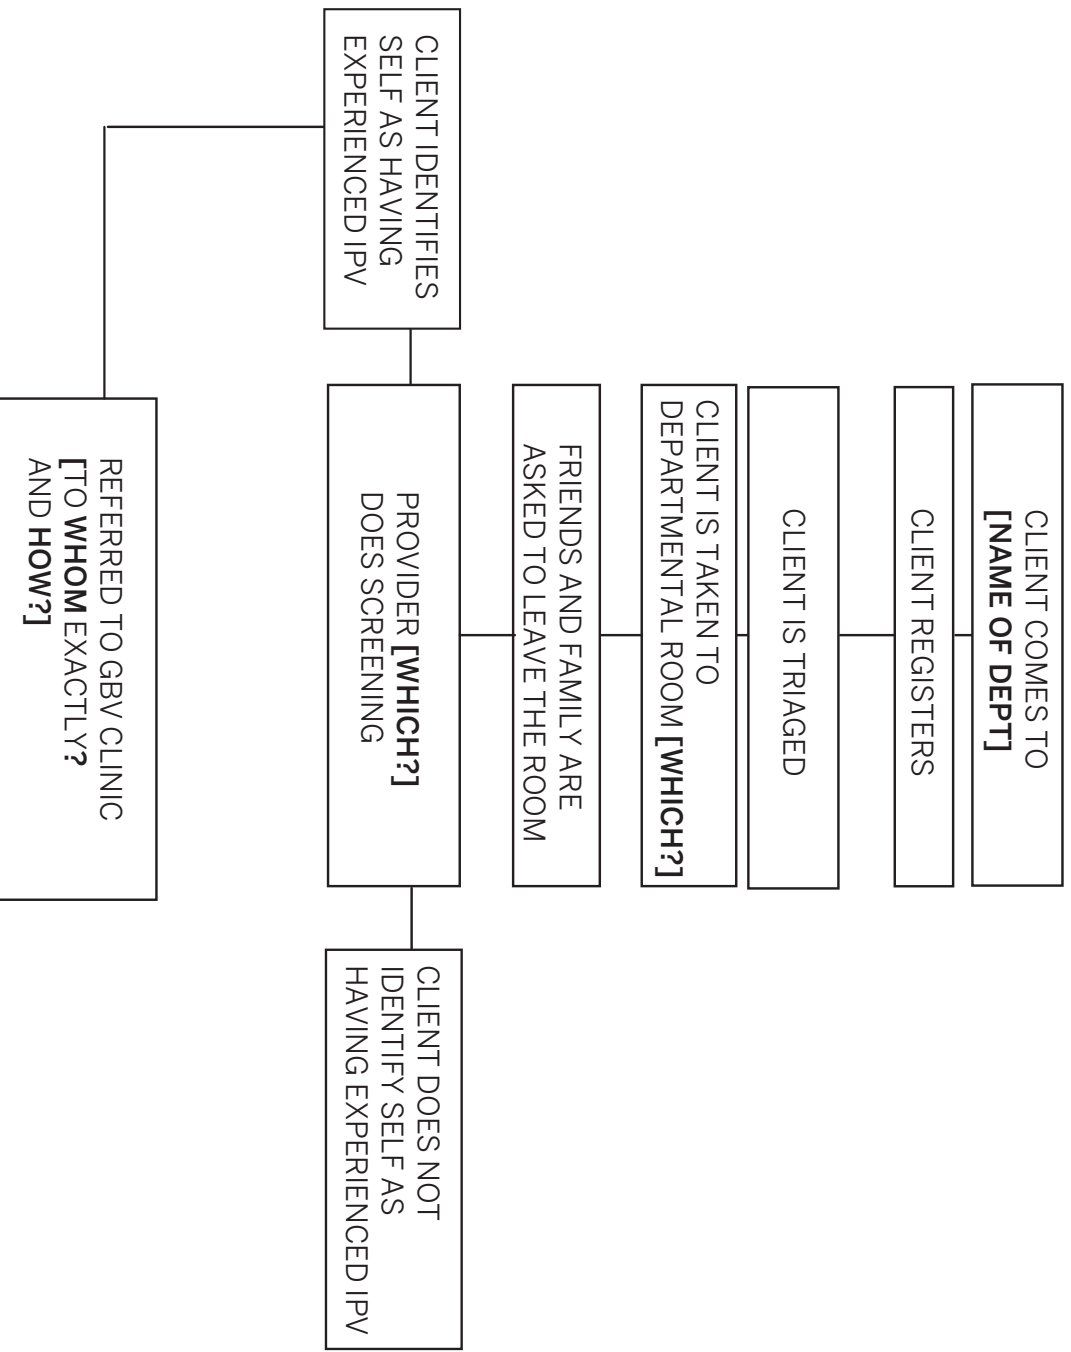 CLIENT COMES TO
[NAME OF DEPT]
CLIENT REGISTERS
CLIENT IS TRIAGED
CLIENT IS TAKEN TO
DEPARTMENTAL ROOM [WHICH?]
FRIENDS AND FAMILY ARE
ASKED TO LEAVE THE ROOM
CLIENT IDENTIFIES
SELF AS HAVING
EXPERIENCED IPV
PROVIDER [WHICH?]
DOES SCREENING
CLIENT DOES NOT
IDENTIFY SELF AS
HAVING EXPERIENCED IPV
REFERRED TO GBV CLINIC
[TO WHOM EXACTLY?
AND HOW?]